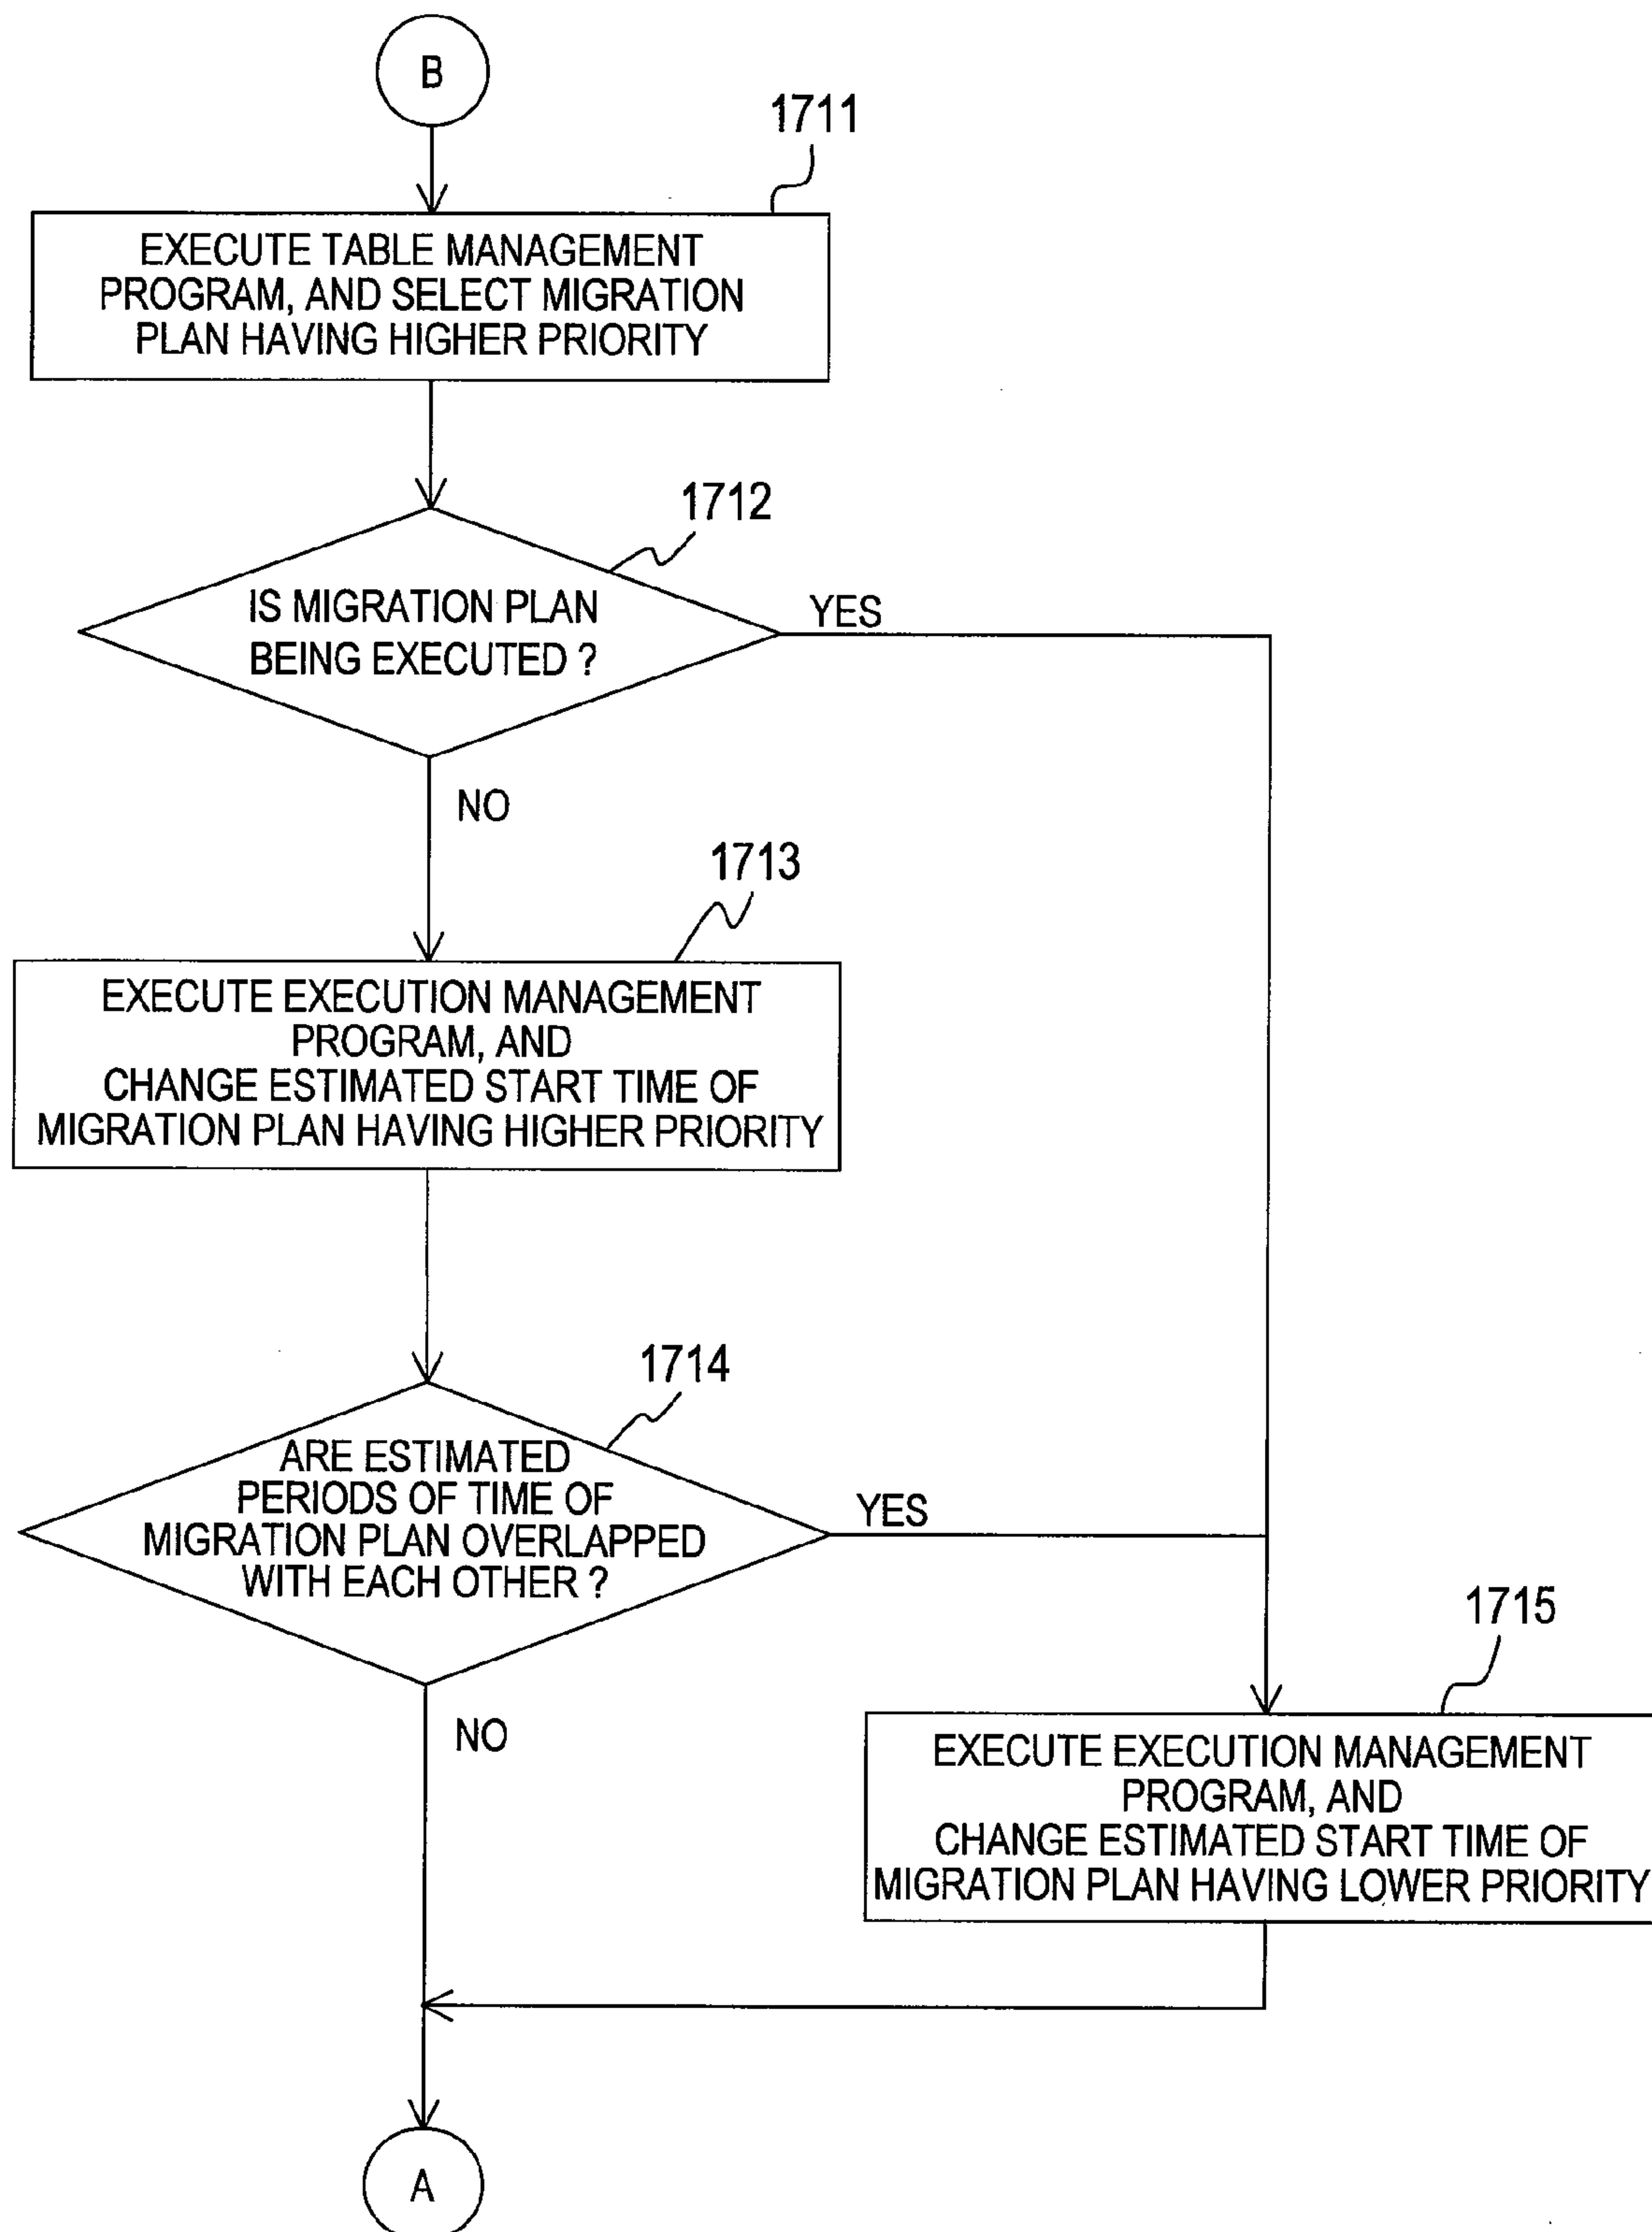 B
1711
EXECUTE TABLE MANAGEMENT
PROGRAM, AND SELECT MIGRATION
PLAN HAVING HIGHER PRIORITY
1712
IS MIGRATION PLAN
BEING EXECUTED ?
YES
NO
1713
EXECUTE EXECUTION MANAGEMENT
PROGRAM, AND
CHANGE ESTIMATED START TIME OF
MIGRATION PLAN HAVING HIGHER PRIORITY
1714
ARE ESTIMATED
PERIODS OF TIME OF
MIGRATION PLAN OVERLAPPED
WITH EACH OTHER ?
YES
NO
1715
EXECUTE EXECUTION MANAGEMENT
PROGRAM, AND
CHANGE ESTIMATED START TIME OF
MIGRATION PLAN HAVING LOWER PRIORITY
A